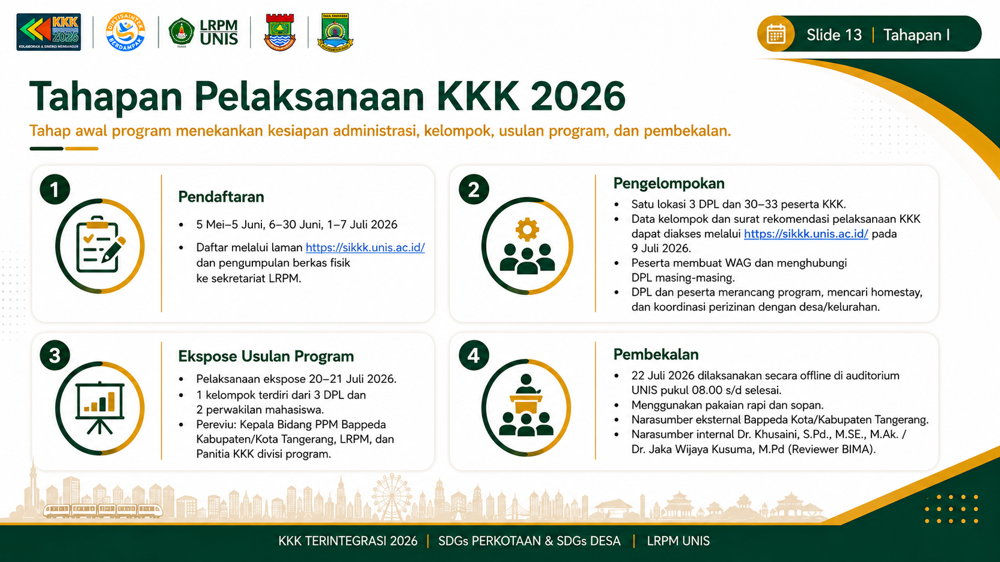 KKK
2026
KOLABORASI & SINERGI MEMBANGUN
DIKTISAINTEK
BERDAMPAK
LRPM
UNIS
Slide 13 | Tahapan I
Tahapan Pelaksanaan KKK 2026
Tahap awal program menekankan kesiapan administrasi, kelompok, usulan program, dan pembekalan.
1
Pendaftaran
• 5 Mei–5 Juni, 6–30 Juni, 1–7 Juli 2026
• Daftar melalui laman https://sikkk.unis.ac.id/
dan pengumpulan berkas fisik
ke sekretariat LRPM.
2
Pengelompokan
• Satu lokasi 3 DPL dan 30–33 peserta KKK.
• Data kelompok dan surat rekomendasi pelaksanaan KKK
dapat diakses melalui https://sikkk.unis.ac.id/ pada
9 Juli 2026.
• Peserta membuat WAG dan menghubungi
DPL masing-masing.
• DPL dan peserta merancang program, mencari homestay,
dan koordinasi perizinan dengan desa/kelurahan.
3
Ekspose Usulan Program
• Pelaksanaan ekspose 20–21 Juli 2026.
• 1 kelompok terdiri dari 3 DPL dan
2 perwakilan mahasiswa.
• Pereviu: Kepala Bidang PPM Bappeda
Kabupaten/Kota Tangerang, LRPM, dan
Panitia KKK divisi program.
4
Pembekalan
• 22 Juli 2026 dilaksanakan secara offline di auditorium
UNIS pukul 08.00 s/d selesai.
• Menggunakan pakaian rapi dan sopan.
• Narasumber eksternal Bappeda Kota/Kabupaten Tangerang.
• Narasumber internal Dr. Khusaini, S.Pd., M.SE., M.Ak. /
Dr. Jaka Wijaya Kusuma, M.Pd (Reviewer BIMA).
KKK TERINTEGRASI 2026 | SDGs PERKOTAAN & SDGs DESA | LRPM UNIS